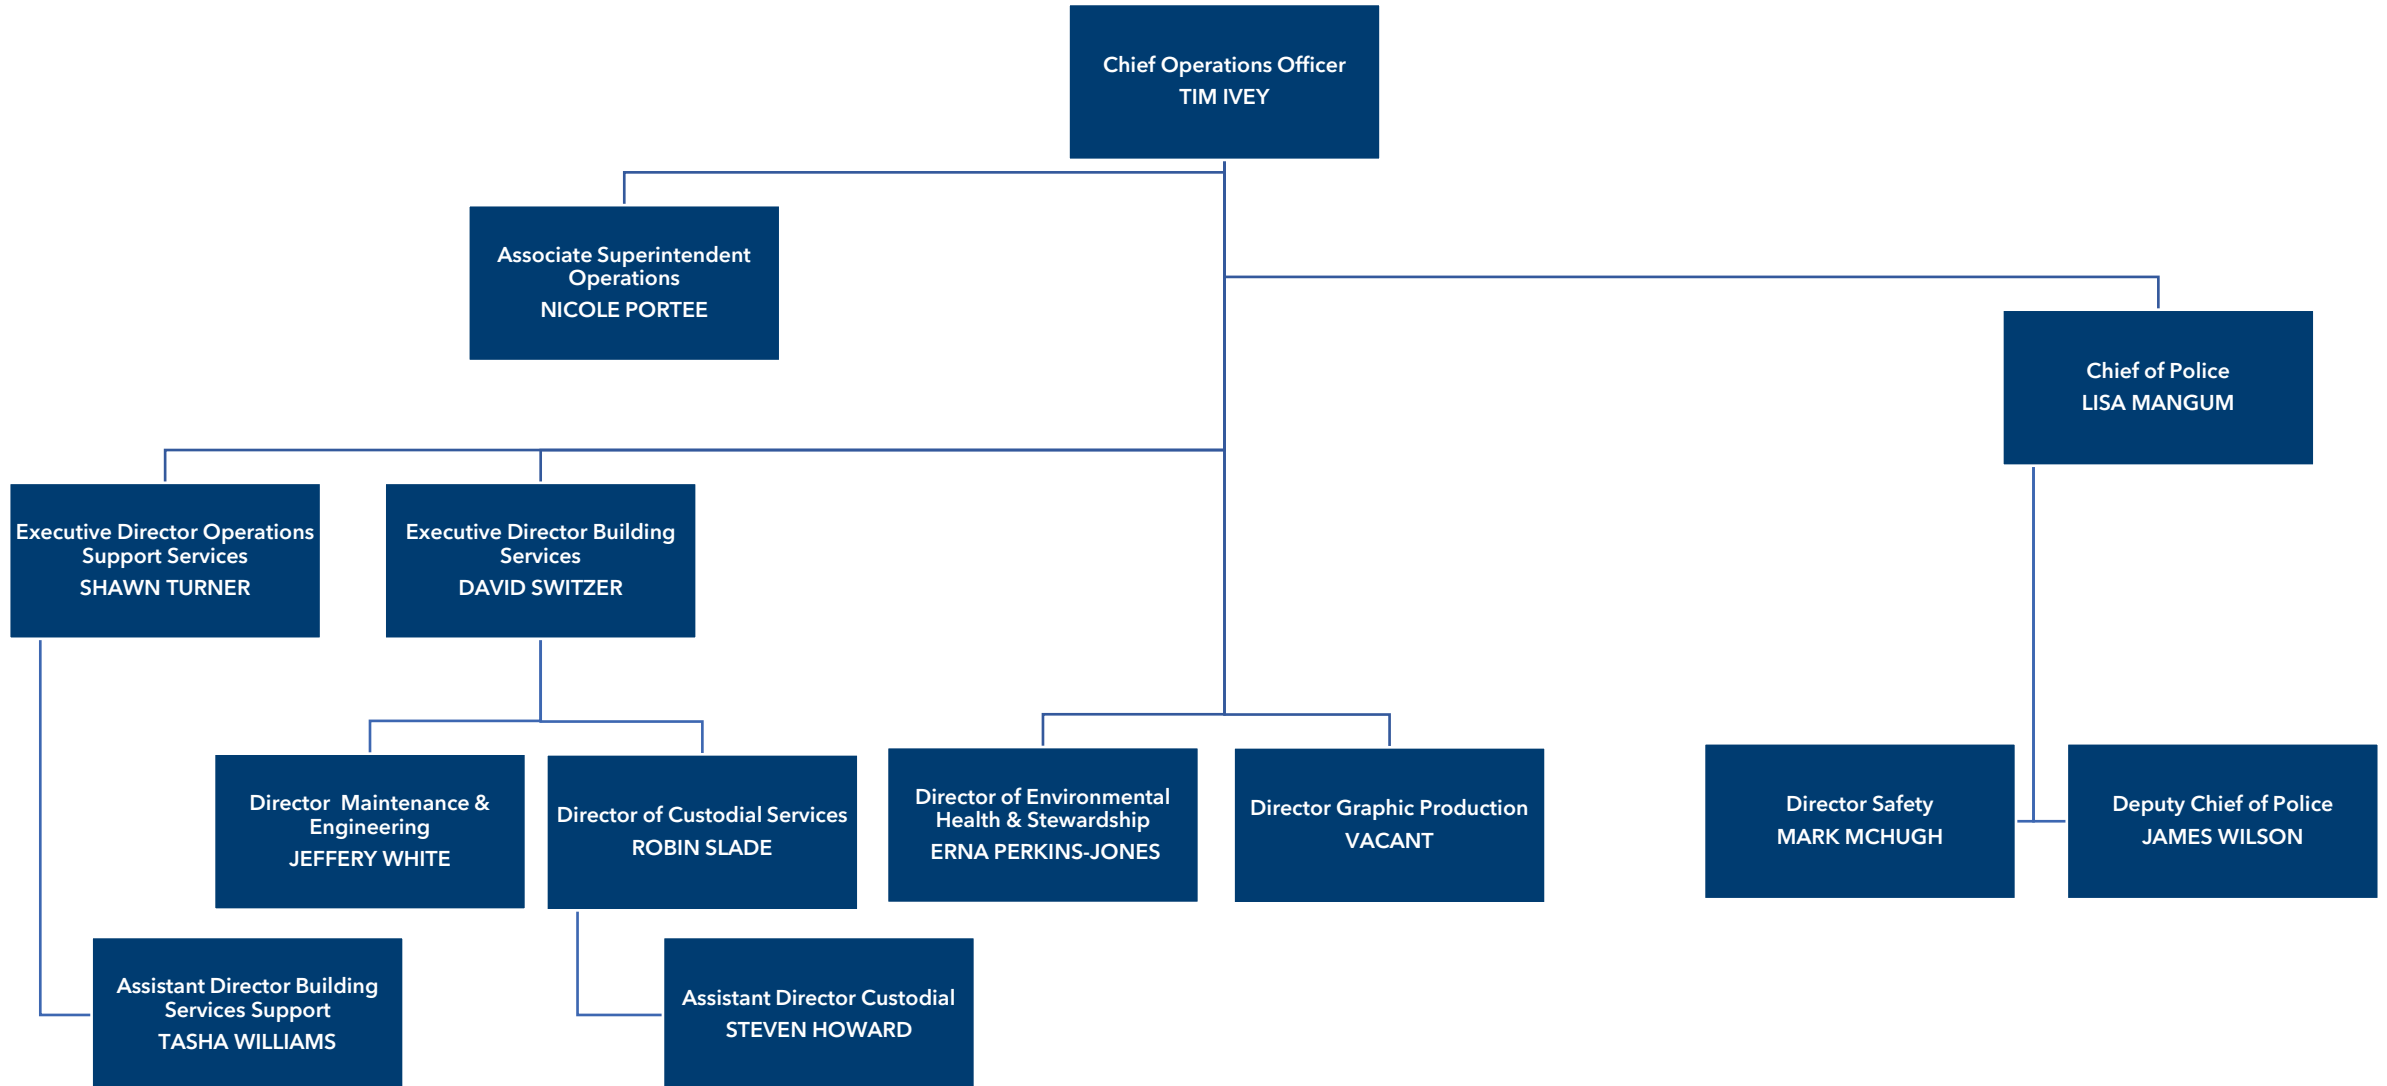 Chief Operations Officer
TIM IVEY
Associate Superintendent
Operations
NICOLE PORTEE
Chief of Police
LISA MANGUM
Executive Director Operations
Support Services
SHAWN TURNER
Executive Director Building
Services
DAVID SWITZER
Director  Maintenance &
Engineering
JEFFERY WHITE
Director of Custodial Services
ROBIN SLADE
Director of Environmental
Health & Stewardship
ERNA PERKINS-JONES
Director Graphic Production
VACANT
Director Safety
MARK MCHUGH
Deputy Chief of Police
JAMES WILSON
Assistant Director Building
Services Support
TASHA WILLIAMS
Assistant Director Custodial
STEVEN HOWARD